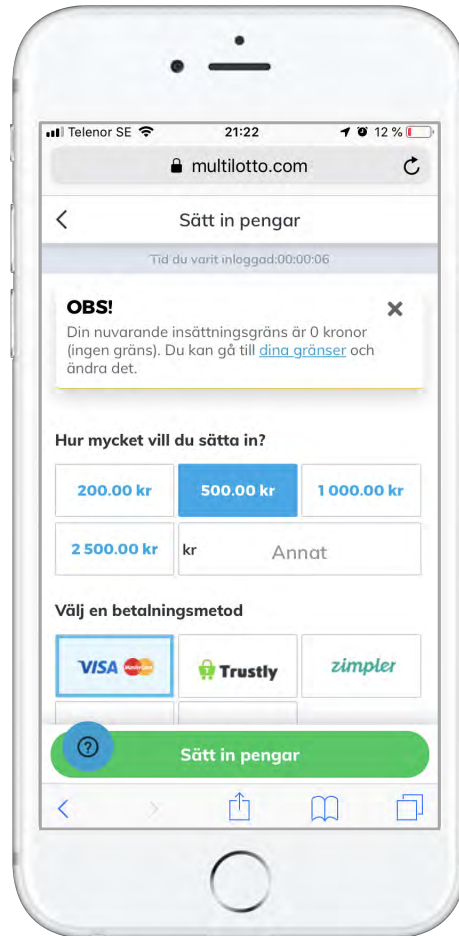 Telenor SE 21:22 12 %
multilotto.com
Sätt in pengar
Tid du varit inloggad:00:00:06
OBS!
Din nuvarande insättningsgräns är 0 kronor
(ingen gräns). Du kan gå till dina gränser och
ändra det.
Hur mycket vill du sätta in?
200.00 kr 500.00 kr 1 000.00 kr
2 500.00 kr kr Annat
Välj en betalningsmetod
VISA MasterCard Trustly zimpler
Sätt in pengar